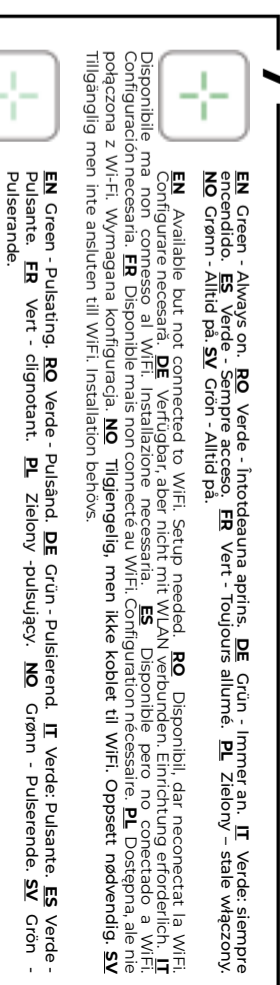 EN Green - Always on. RO Verde - Întotdeauna aprins. DE Grün - Immer an. IT Verde: siempre
encendido. ES Verde - Sempre acceso. FR Vert - Toujours allumé. PL Zielony – stale włączony.
NO Grønn - Alltid på. SV Grön - Alltid på.
EN Available but not connected to WiFi. Setup needed. RO Disponibil, dar neconectat la WiFi.
Configurare necesară. DE Verfügbar, aber nicht mit WLAN verbunden. Einrichtung erforderlich. IT
Disponibile ma non connesso al WiFi. Installazione necessaria. ES Disponible pero no conectado a WiFi.
Configuración necesaria. FR Disponible mais non connecté au WiFi. Configuration nécessaire. PL Dostępna, ale nie
połączona z Wi-Fi. Wymagana konfiguracja. NO Tilgjengelig, men ikke koblet til WiFi. Oppsett nødvendig. SV
Tillgänglig men inte ansluten till WiFi. Installation behövs.
EN Green - Pulsating. RO Verde - Pulsând. DE Grün - Pulsierend. IT Verde: Pulsante. ES Verde -
Pulsante. FR Vert - clignotant. PL Zielony -pulsujący. NO Grønn - Pulserende. SV Grön -
Pulserande.